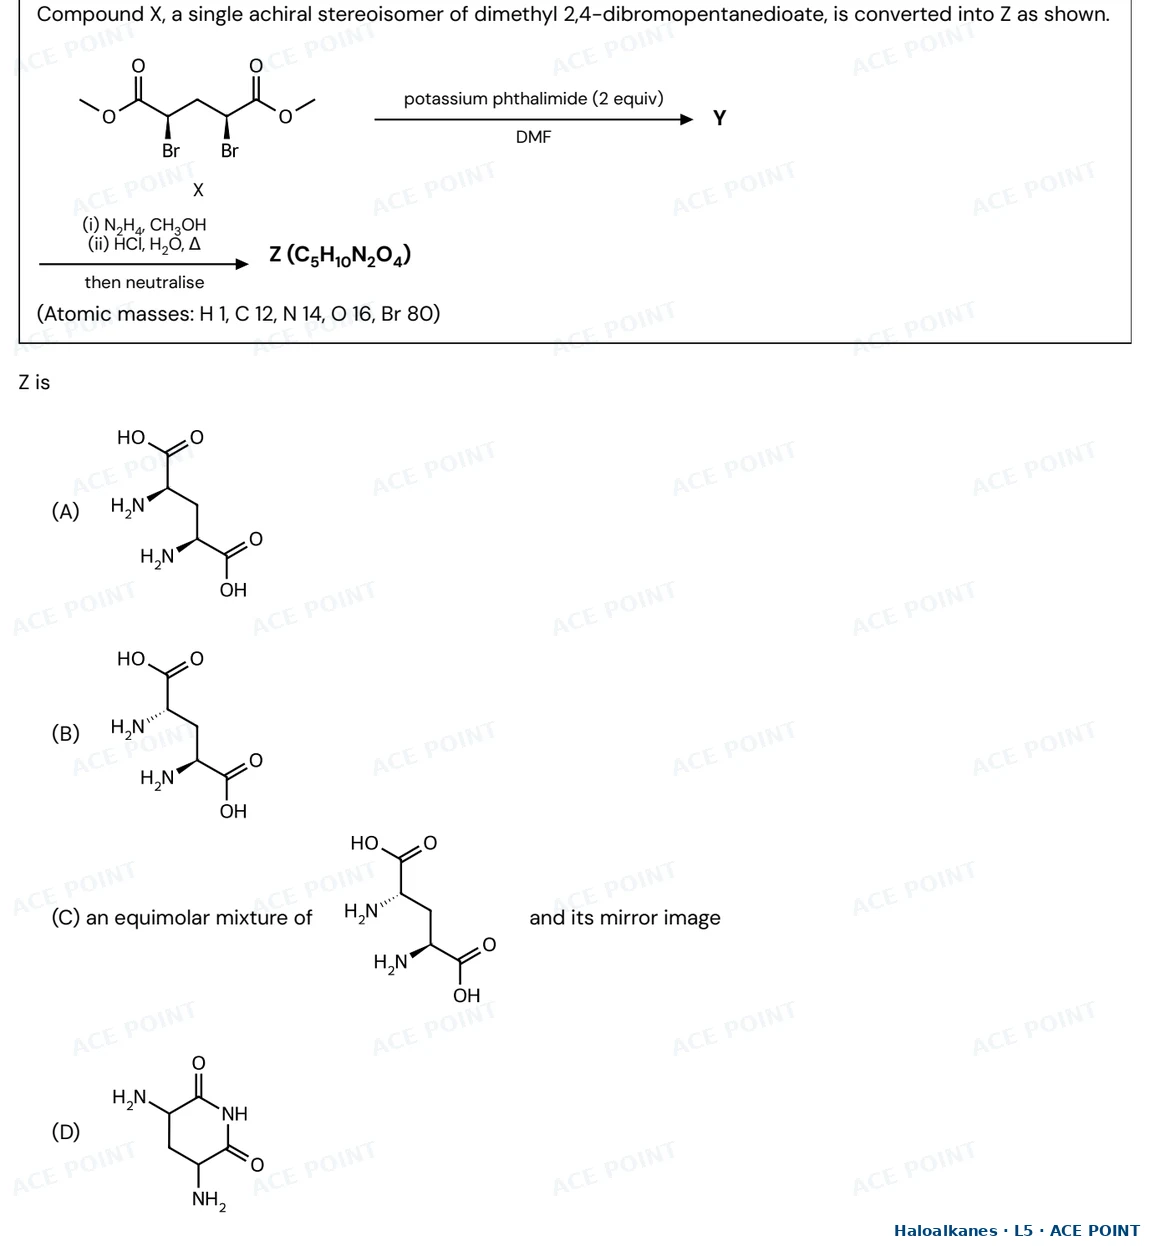 Compound X, a single achiral stereoisomer of dimethyl 2,4-dibromopentanedioate, is converted into Z as shown.
O O
O O
Br Br
X
potassium phthalimide (2 equiv)
DMF
Y
(i) N₂H₄, CH₃OH
(ii) HCl, H₂O, Δ
then neutralise
Z (C₅H₁₀N₂O₄)
(Atomic masses: H 1, C 12, N 14, O 16, Br 80)
Z is
(A)
HO O
H₂N
H₂N O
OH
(B)
HO O
H₂N
H₂N O
OH
(C) an equimolar mixture of
HO O
H₂N
H₂N O
OH
and its mirror image
(D)
O
H₂N NH
O
NH₂
Haloalkanes · L5 · ACE POINT
ACE POINT